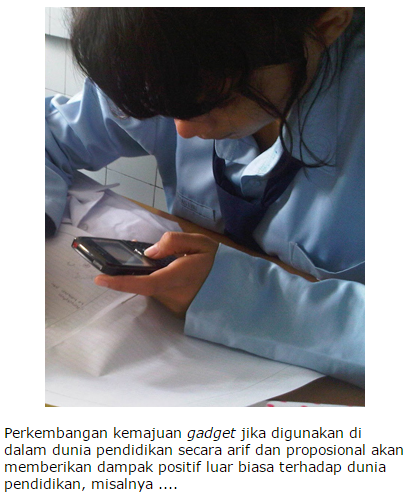 Perkembangan kemajuan gadget jika digunakan di
dalam dunia pendidikan secara arif dan proposional akan
memberikan dampak positif luar biasa terhadap dunia
pendidikan, misalnya ....